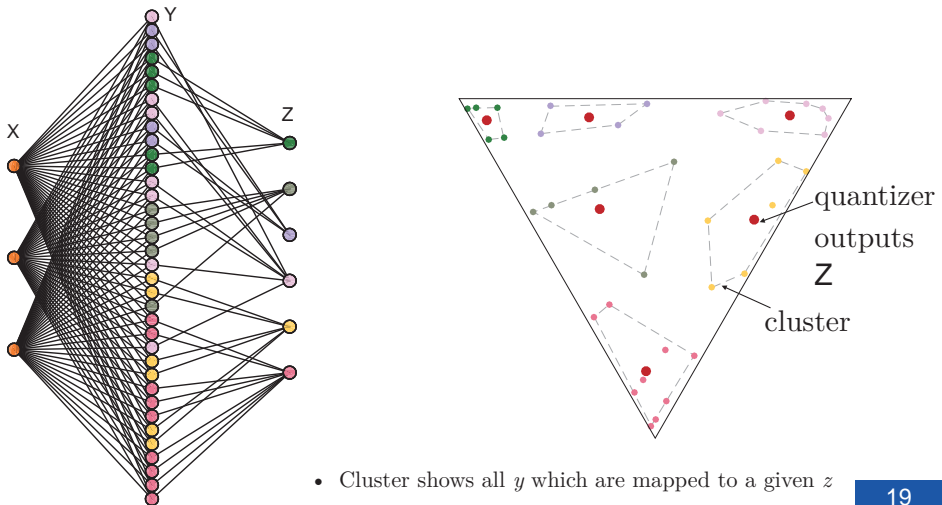 Y
X
Z
quantizer
outputs
Z
cluster
• Cluster shows all y which are mapped to a given z
19